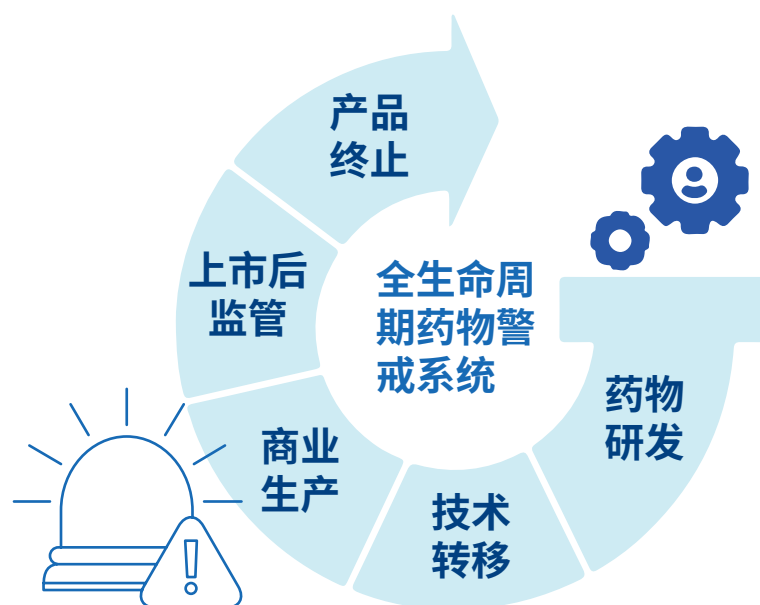 产品
终止
上市后
监管
全生命周
期药物警
戒系统
药物
研发
商业
生产
技术
转移